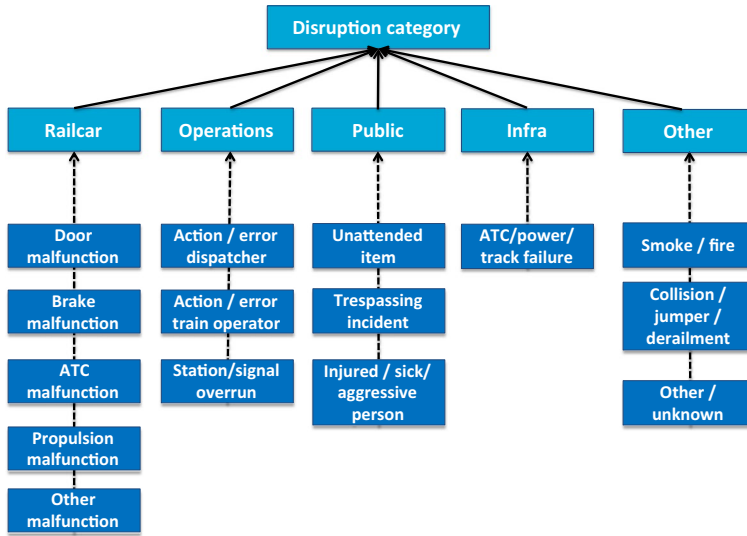 Disruption category
Railcar
Operations
Public
Infra
Other
Door
malfunction
Brake
malfunction
ATC
malfunction
Propulsion
malfunction
Other
malfunction
Action / error
dispatcher
Action / error
train operator
Station/signal
overrun
Unattended
item
Trespassing
incident
Injured / sick/
aggressive
person
ATC/power/
track failure
Smoke / fire
Collision /
jumper /
derailment
Other /
unknown